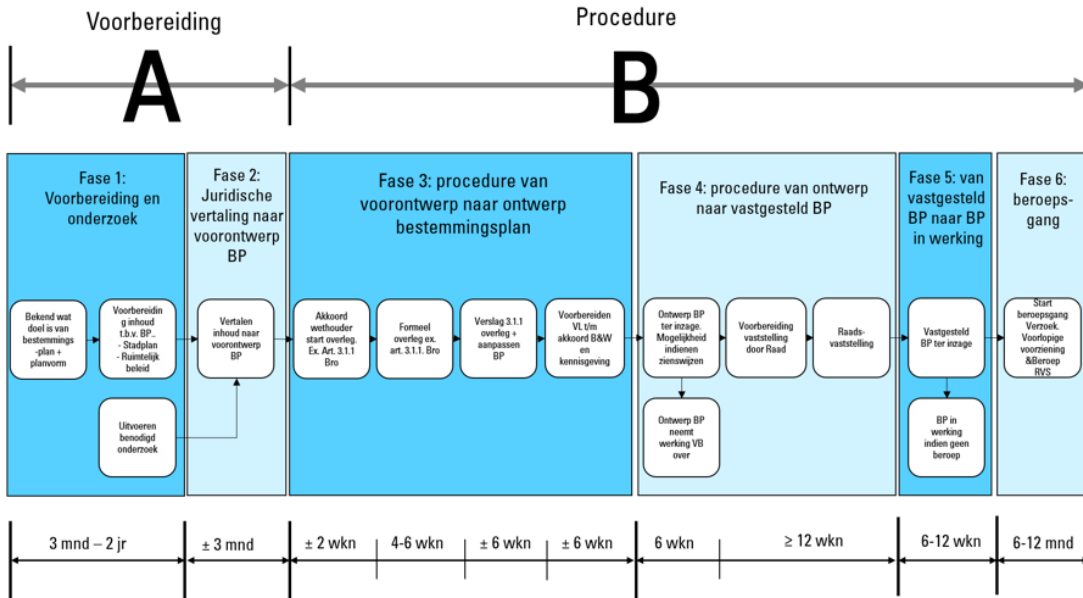 Voorbereiding
Procedure
A
B
Fase 1:
Voorbereiding en
onderzoek
Fase 2:
Juridische
vertaling naar
voorontwerp
BP
Fase 3: procedure van
voorontwerp naar ontwerp
bestemmingsplan
Fase 4: procedure van ontwerp
naar vastgesteld BP
Fase 5: van
vastgesteld
BP naar BP
in werking
Fase 6:
beroeps-
gang
Bekend wat
doel is van
bestemmings
-plan +
planvorm
Voorbereidin
g inhoud
t.b.v. BP..
- Stadplan
- Ruimtelijk
beleid
Vertalen
inhoud naar
voorontwerp
BP
Akkoord
wethouder
start overleg.
Ex. Art. 3.1.1
Bro
Formeel
overleg ex.
art. 3.1.1. Bro
Verslag 3.1.1
overleg +
aanpassen
BP
Voorbereiden
VL t/m
akkoord B&W
en
kennisgeving
Ontwerp BP
ter inzage.
Mogelijkheid
indienen
zienswijzen
Voorbereiding
vaststelling
door Raad
Raads-
vaststelling
Vastgesteld
BP ter inzage
Start
beroepsgang
Verzoek.
Voorlopige
voorziening
&Beroep
RVS
Uitvoeren
benodigd
onderzoek
Ontwerp BP
neemt
werking VB
over
BP in
werking
indien geen
beroep
3 mnd – 2 jr
± 3 mnd
± 2 wkn
4-6 wkn
± 6 wkn
± 6 wkn
6 wkn
≥ 12 wkn
6-12 wkn
6-12 mnd